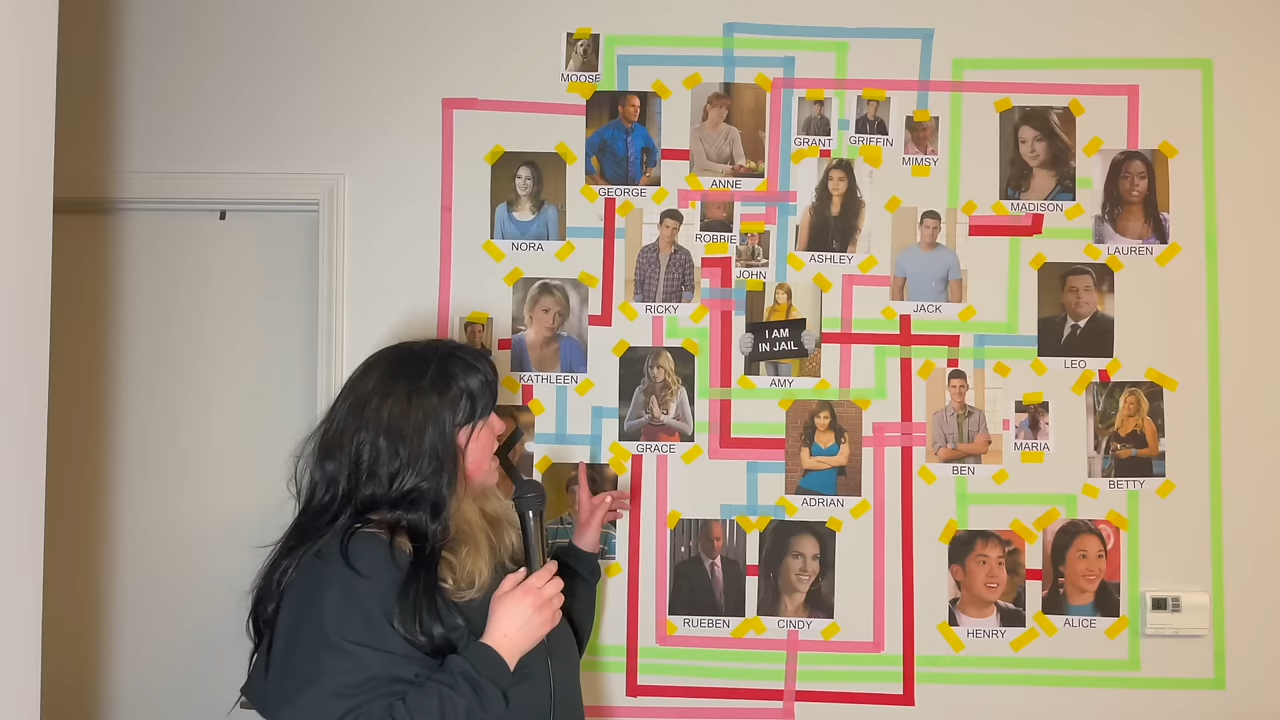 MOOSE
GEORGE
ANNE
GRANT
GRIFFIN
MIMSY
MADISON
LAUREN
NORA
RICKY
ROBBIE
JOHN
ASHLEY
JACK
LEO
KATHLEEN
I AM
IN JAIL
AMY
GRACE
ADRIAN
BEN
MARIA
BETTY
RUEBEN
CINDY
HENRY
ALICE